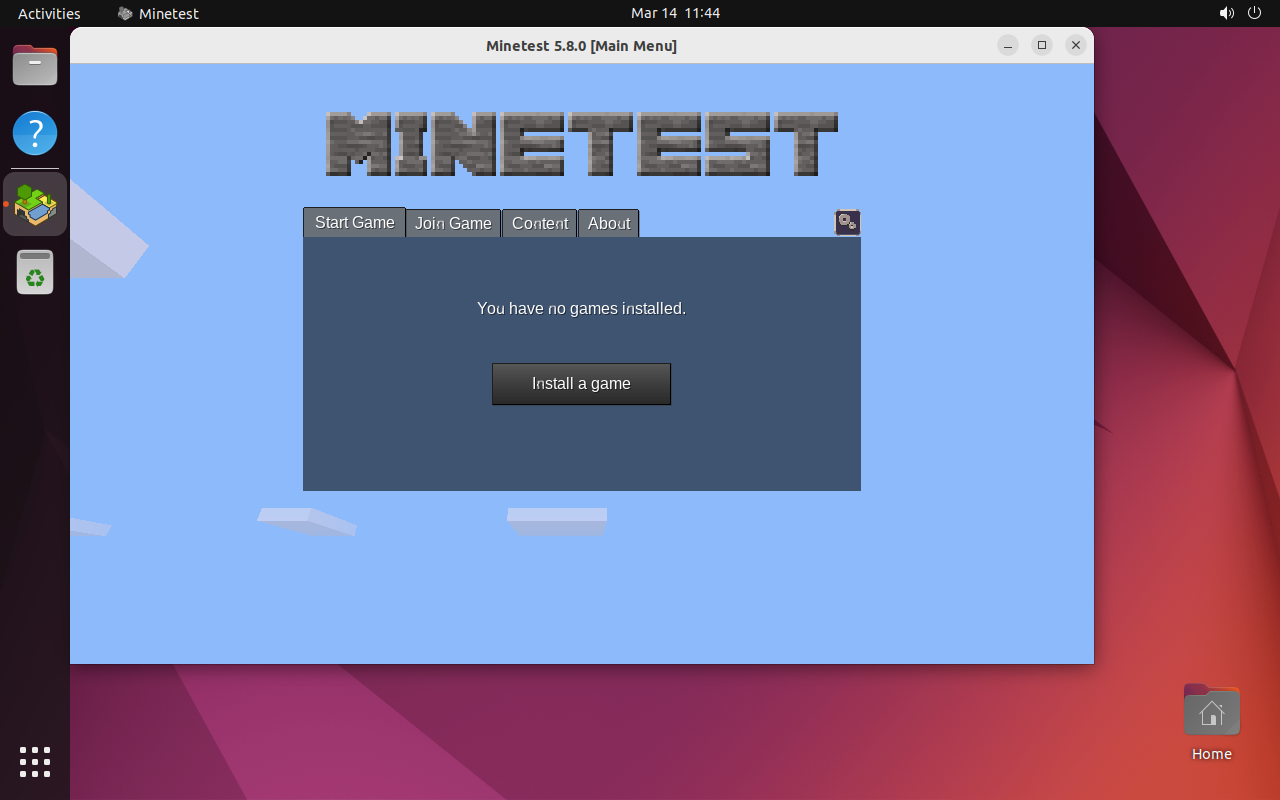 Activities
Minetest
Mar 14 11:44
Minetest 5.8.0 [Main Menu]
MINETEST
Start Game
Join Game
Content
About
You have no games installed.
Install a game
Home